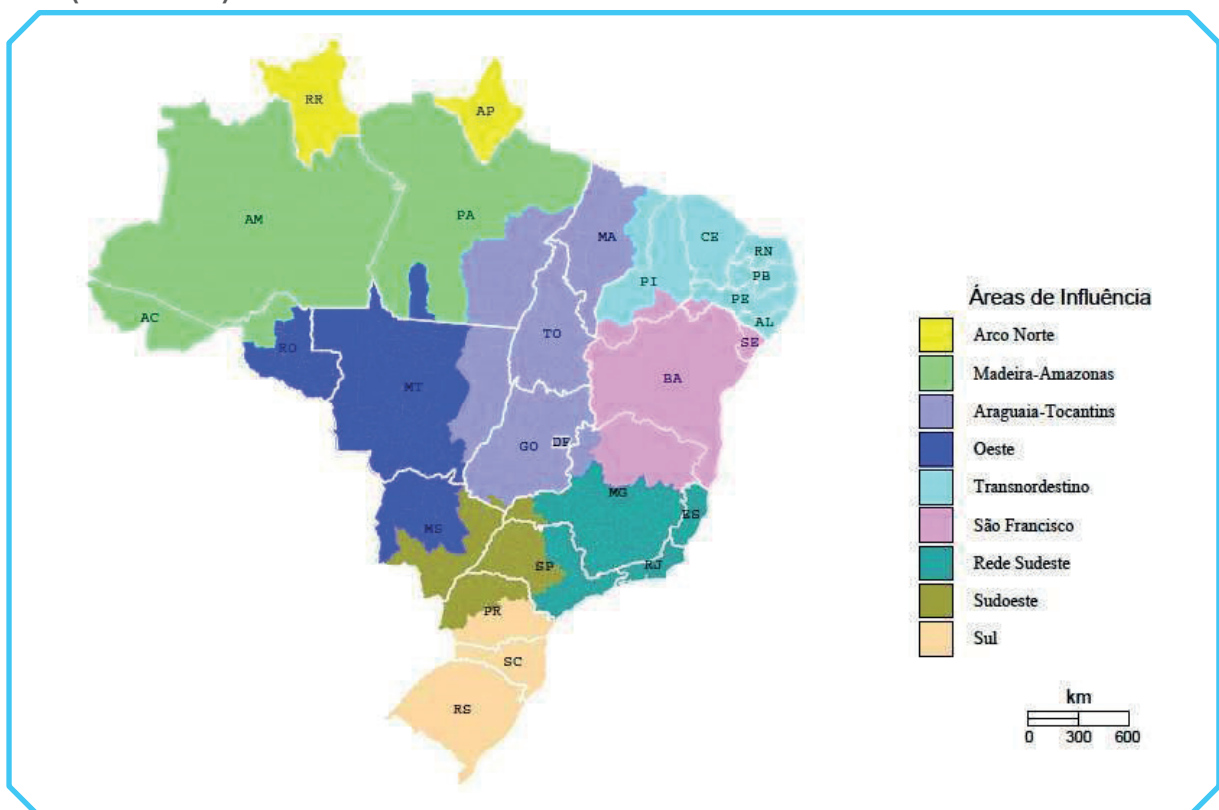 RR
AP
AM
PA
MA
CE
RN
PI
PB
PE
AL
AC
TO
SE
RO
MT
BA
GO
DF
MG
MS
ES
SP
RJ
PR
SC
RS
Áreas de Influência
Arco Norte
Madeira-Amazonas
Araguaia-Tocantins
Oeste
Transnordestino
São Francisco
Rede Sudeste
Sudoeste
Sul
km
0 300 600